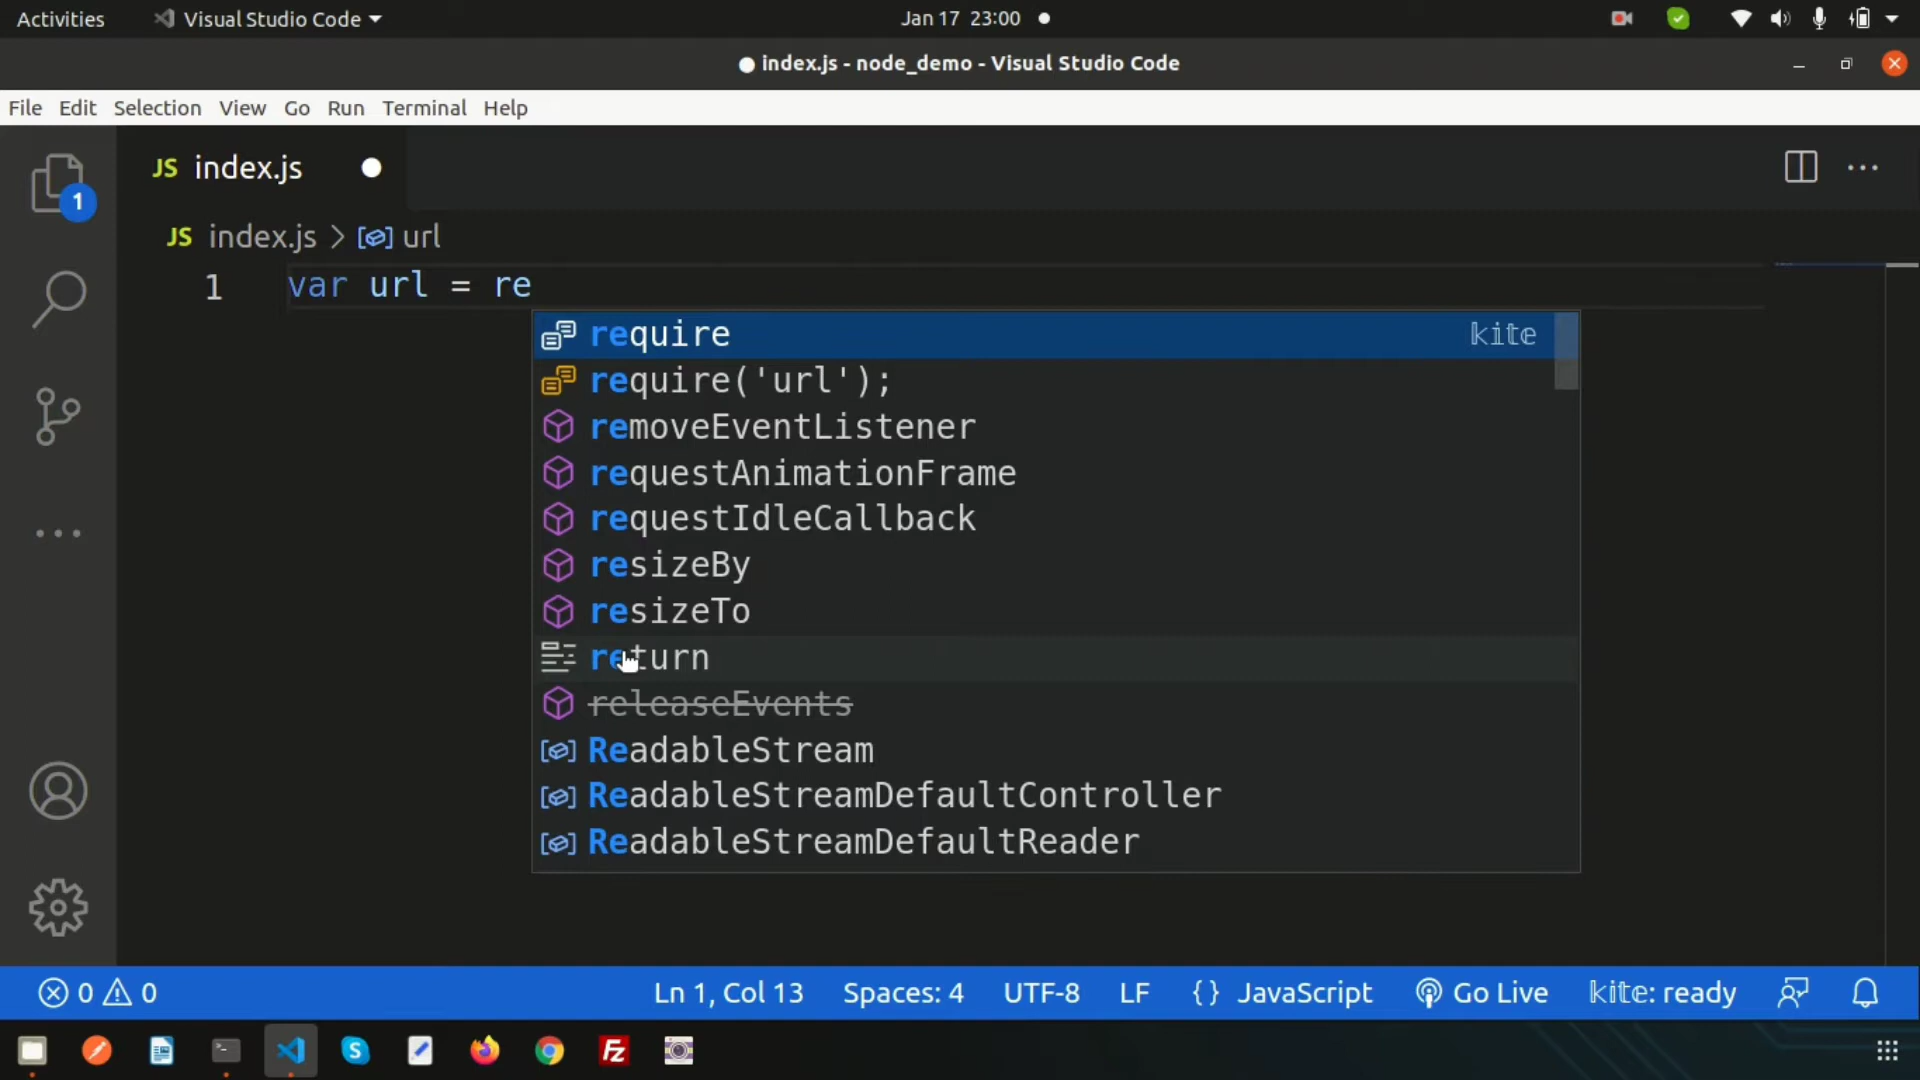 Activities Visual Studio Code Jan 17 23:00
index.js - node_demo - Visual Studio Code
File Edit Selection View Go Run Terminal Help
JS index.js
1
JS index.js > url
1 var url = re
require kite
require('url');
removeEventListener
requestAnimationFrame
requestIdleCallback
resizeBy
resizeTo
return
releaseEvents
ReadableStream
ReadableStreamDefaultController
ReadableStreamDefaultReader
0 0 Ln 1, Col 13 Spaces: 4 UTF-8 LF {} JavaScript Go Live kite: ready
>_ S Fz